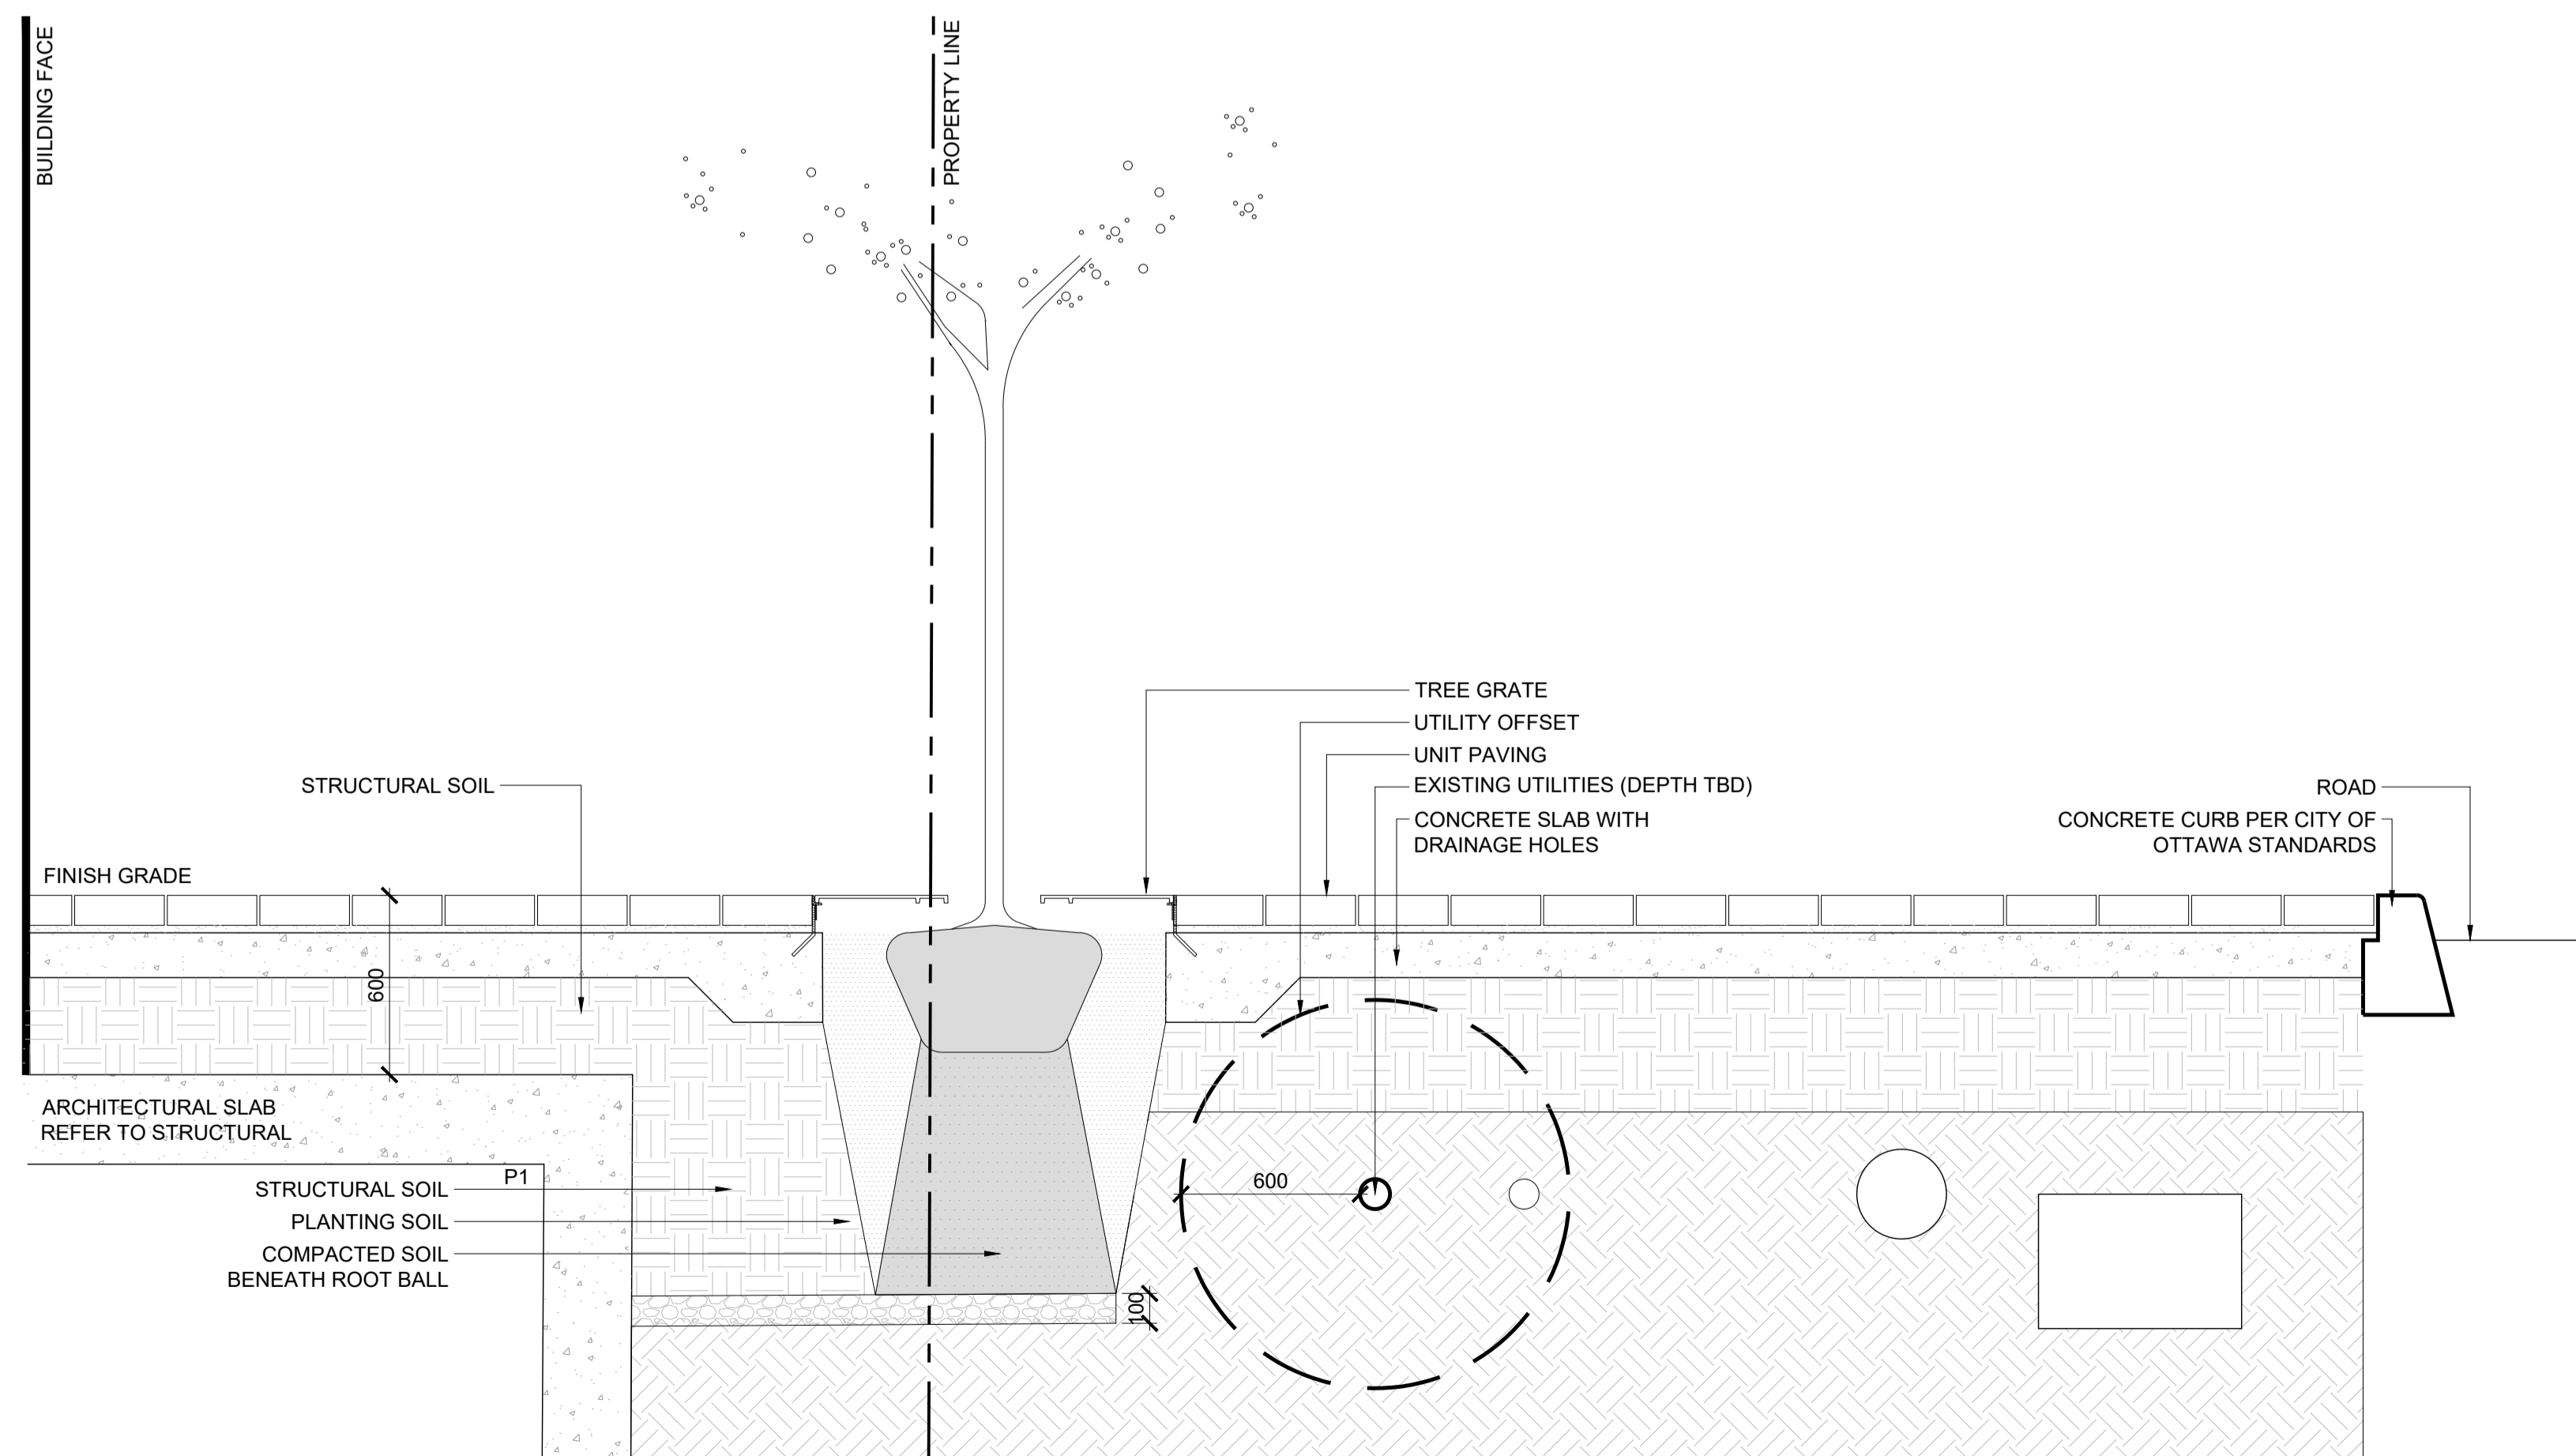 BUILDING FACE
PROPERTY LINE
TREE GRATE
UTILITY OFFSET
UNIT PAVING
EXISTING UTILITIES (DEPTH TBD)
CONCRETE SLAB WITH
DRAINAGE HOLES
STRUCTURAL SOIL
ROAD
CONCRETE CURB PER CITY OF
OTTAWA STANDARDS
FINISH GRADE
600
ARCHITECTURAL SLAB
REFER TO STRUCTURAL
P1
STRUCTURAL SOIL
PLANTING SOIL
COMPACTED SOIL
BENEATH ROOT BALL
600
100